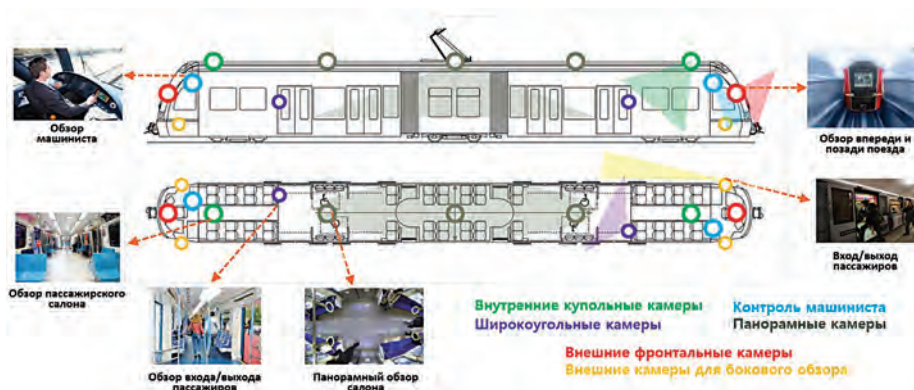 Обзор
машиниста
Обзор впереди и
позади поезда
Обзор пассажирского
салона
Вход/выход
пассажиров
Обзор входа/выхода
пассажиров
Панорамный обзор
салона
Внутренние купольные камеры
Широкоугольные камеры
Контроль машиниста
Панорамные камеры
Внешние фронтальные камеры
Внешние камеры для бокового обзора